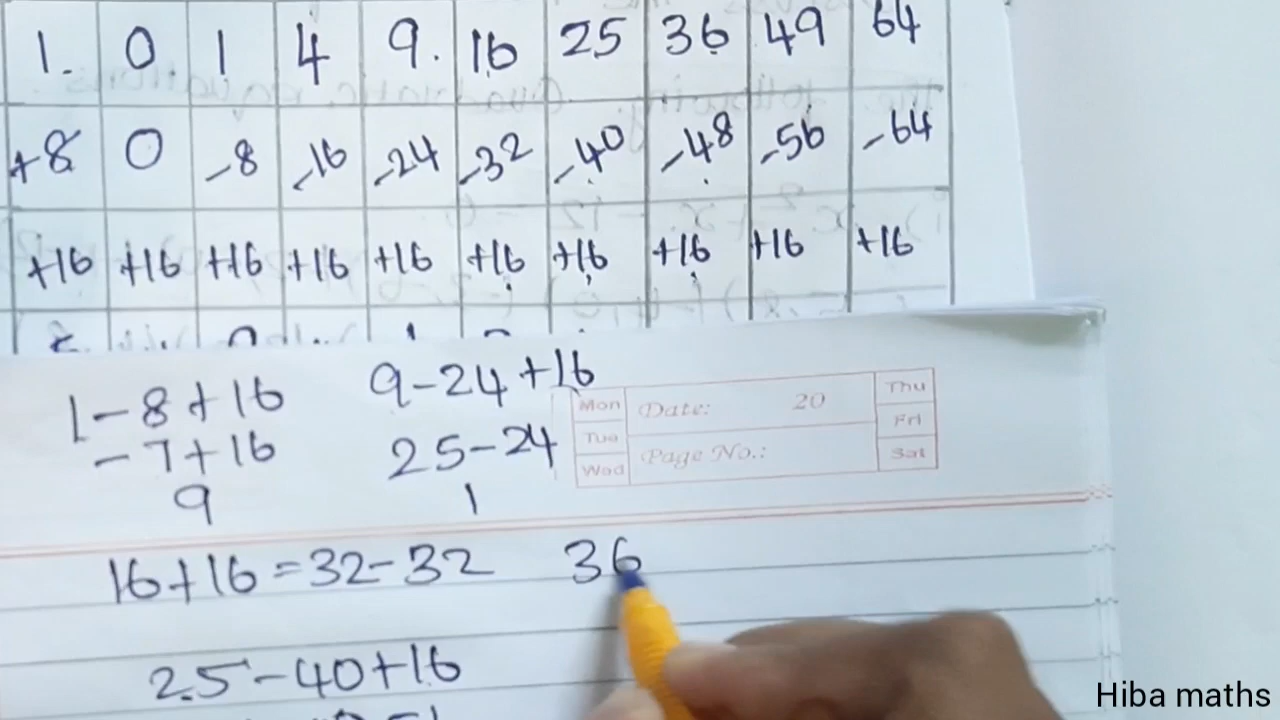 1. 0. 1 4 9. 16 25 36 49 64
+8 0 -8 -16 -24 -32 -40 -48 -56 -64
+16 +16 +16 +16 +16 +16 +16 +16 +16 +16
1-8+16 9-24+16
-7+16 25-24
9 1
Mon Date: 20 Thu
Tue Fri
Wed Page No.: Sat
16+16=32-32 36
25-40+16
Hiba maths